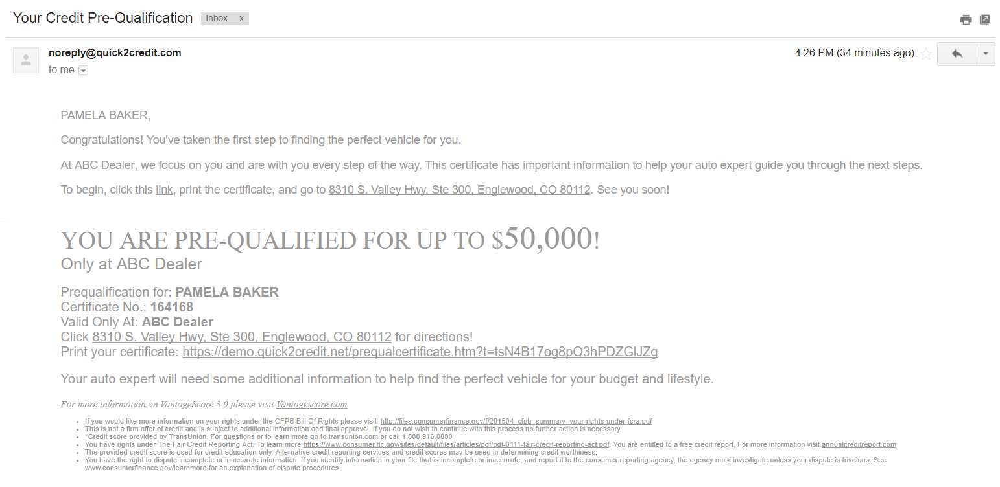 Your Credit Pre-Qualification Inbox x
noreply@quick2credit.com 4:26 PM (34 minutes ago)
to me
PAMELA BAKER,
Congratulations! You've taken the first step to finding the perfect vehicle for you.
At ABC Dealer, we focus on you and are with you every step of the way. This certificate has important information to help your auto expert guide you through the next steps.
To begin, click this link, print the certificate, and go to 8310 S. Valley Hwy, Ste 300, Englewood, CO 80112. See you soon!
YOU ARE PRE-QUALIFIED FOR UP TO $50,000!
Only at ABC Dealer
Prequalification for: PAMELA BAKER
Certificate No.: 164168
Valid Only At: ABC Dealer
Click 8310 S. Valley Hwy, Ste 300, Englewood, CO 80112 for directions!
Print your certificate: https://demo.quick2credit.net/prequalcertificate.htm?t=tsN4B17og8pO3hPDZGlJZg
Your auto expert will need some additional information to help find the perfect vehicle for your budget and lifestyle.
For more information on VantageScore 3.0 please visit Vantagescore.com
• If you would like more information on your rights under the CFPB Bill Of Rights please visit: http://files.consumerfinance.gov/f/201504_cfpb_summary_your-rights-under-fcra.pdf
• This is not a firm offer of credit and is subject to additional information and final approval. If you do not wish to continue with this process no further action is necessary.
• *Credit score provided by TransUnion. For questions or to learn more go to transunion.com or call 1.800.916.8800
• You have rights under The Fair Credit Reporting Act. To learn more https://www.consumer.ftc.gov/sites/default/files/articles/pdf/pdf-0111-fair-credit-reporting-act.pdf. You are entitled to a free credit report, For more information visit annualcreditreport.com
• The provided credit score is used for credit education only. Alternative credit reporting services and credit scores may be used in determining credit worthiness.
• You have the right to dispute incomplete or inaccurate information. If you identify information in your file that is incomplete or inaccurate, and report it to the consumer reporting agency, the agency must investigate unless your dispute is frivolous. See
www.consumerfinance.gov/learnmore for an explanation of dispute procedures.